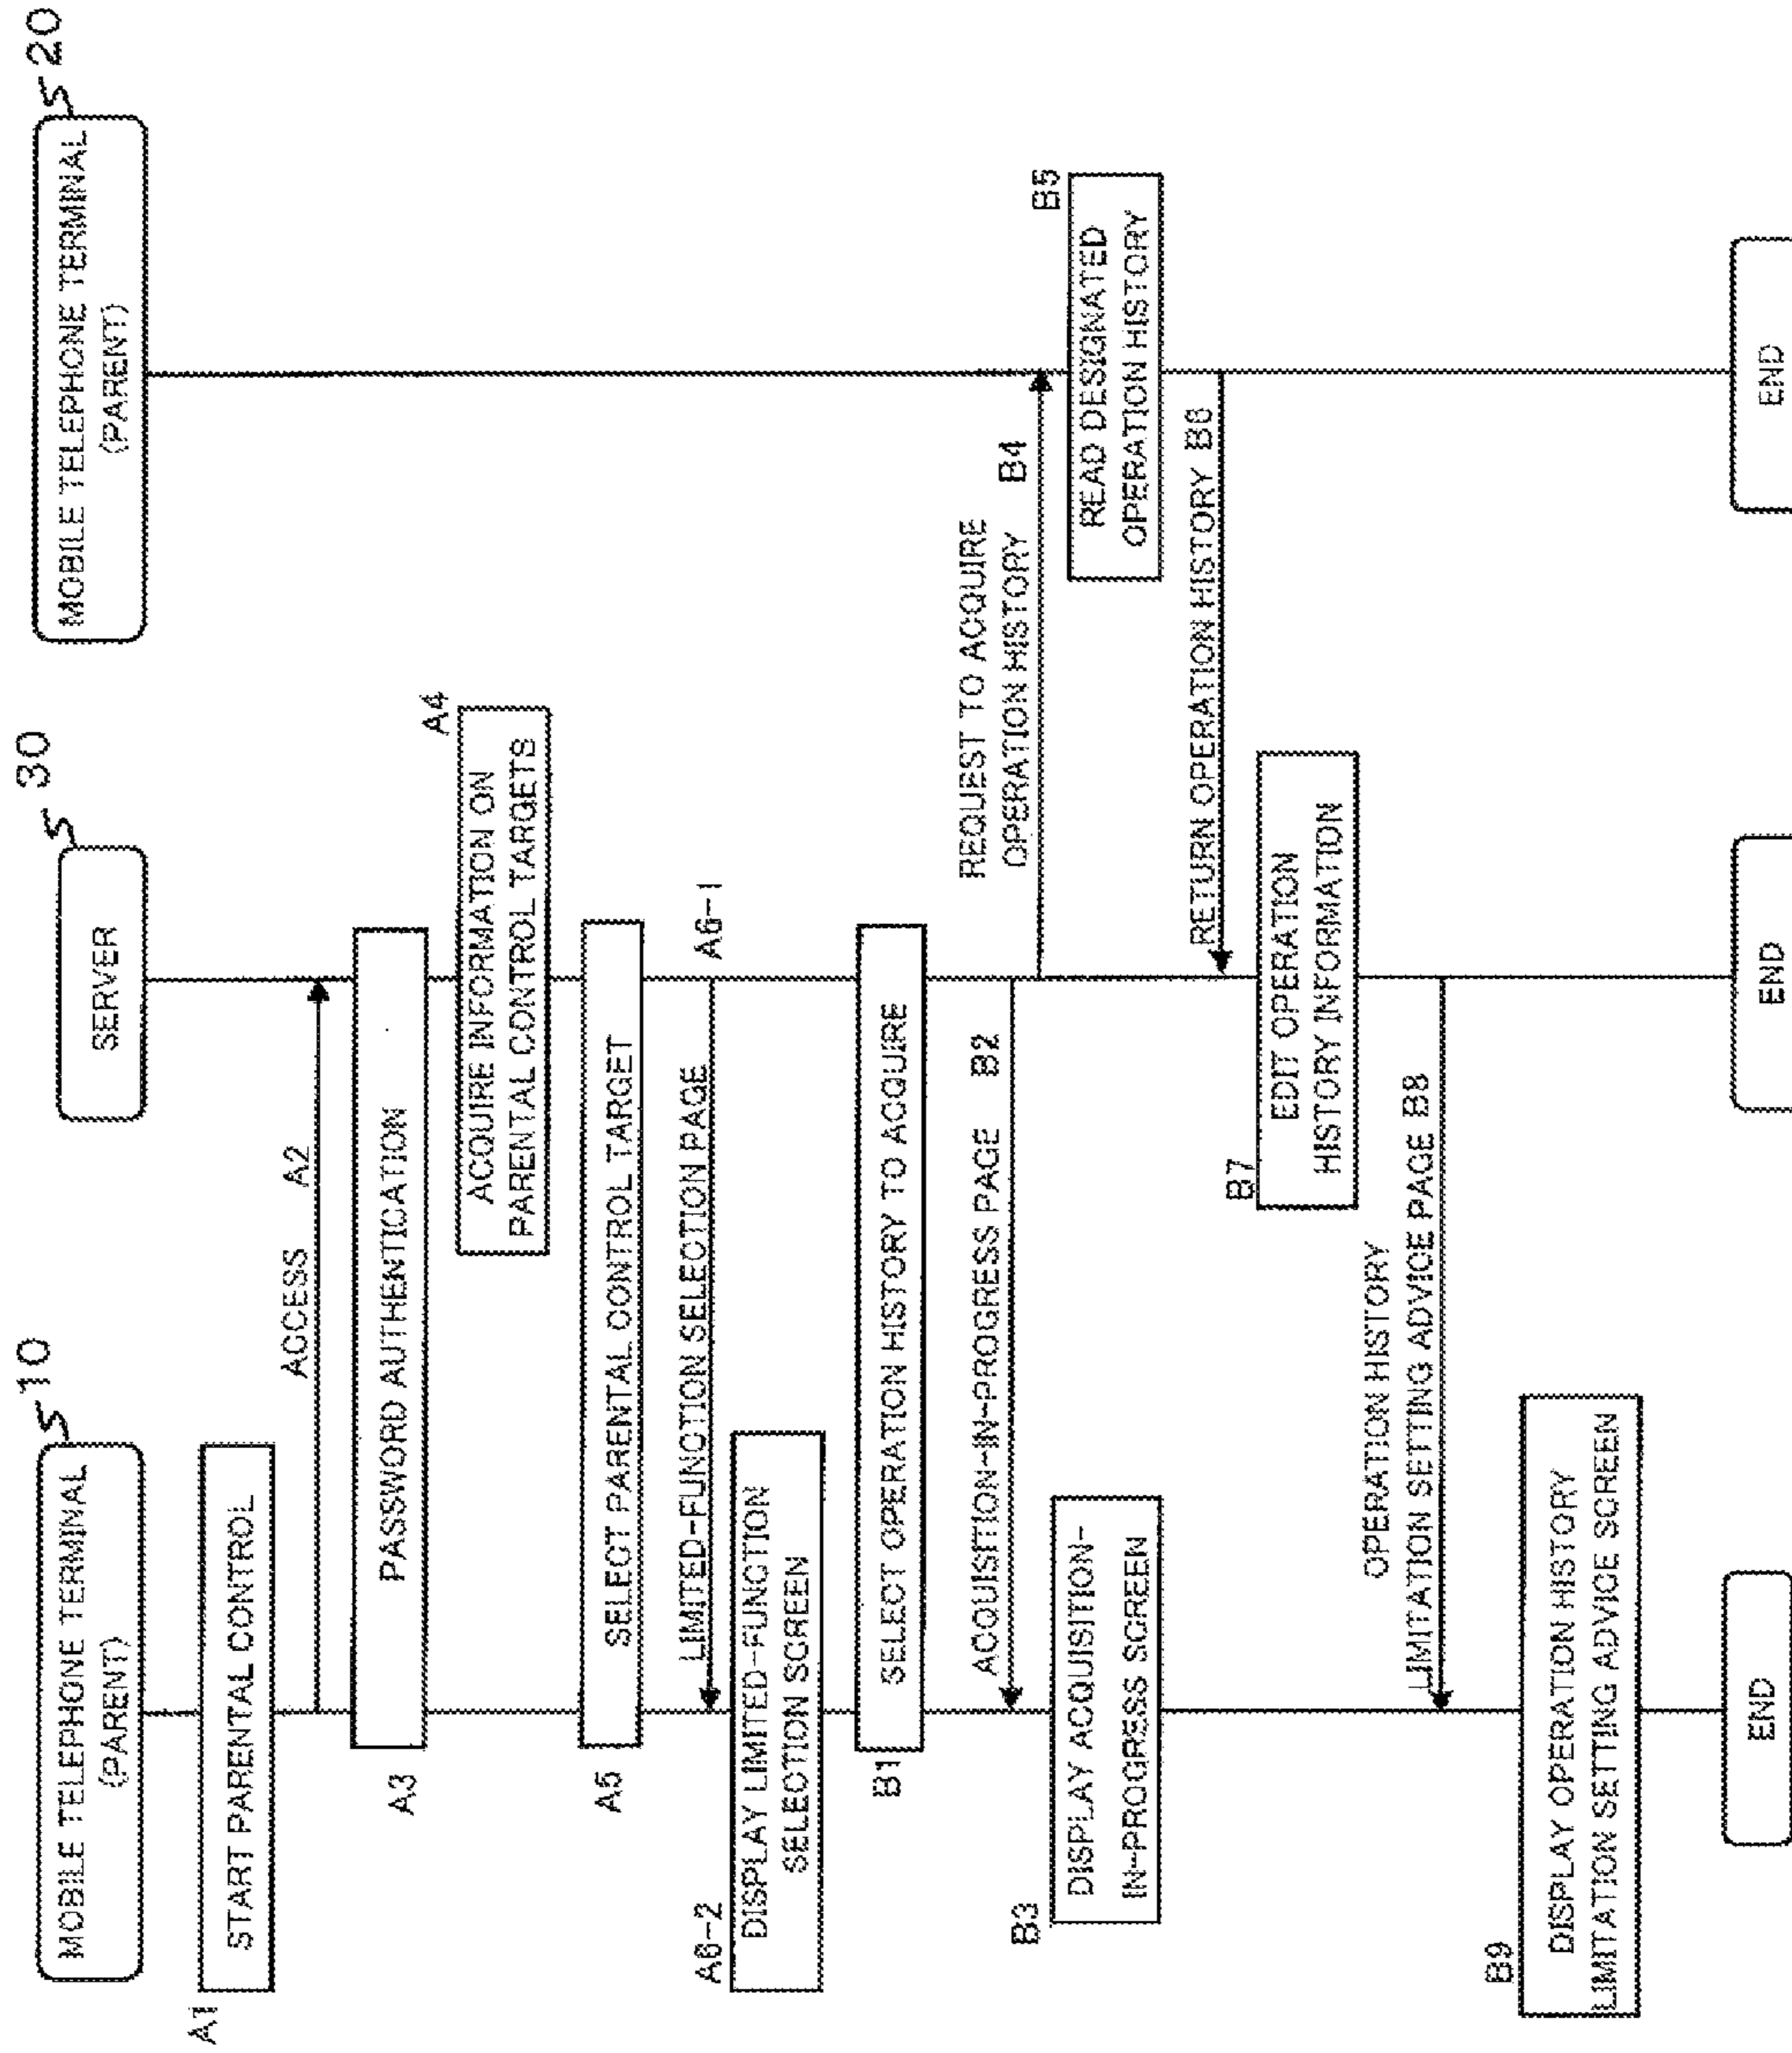 MOBILE TELEPHONE TERMINAL
(PARENT)
10
SERVER
30
MOBILE TELEPHONE TERMINAL
(PARENT)
20
A1
START PARENTAL CONTROL
ACCESS A2
A3
PASSWORD AUTHENTICATION
A4
ACQUIRE INFORMATION ON
PARENTAL CONTROL TARGETS
A5
SELECT PARENTAL CONTROL TARGET
LIMITED-FUNCTION SELECTION PAGE
A6-1
A6-2
DISPLAY LIMITED-FUNCTION
SELECTION SCREEN
B1
SELECT OPERATION HISTORY TO ACQUIRE
ACQUISITION-IN-PROGRESS PAGE B2
REQUEST TO ACQUIRE
OPERATION HISTORY B4
B3
DISPLAY ACQUISITION-
IN-PROGRESS SCREEN
B5
READ DESIGNATED
OPERATION HISTORY
RETURN OPERATION HISTORY B6
B7
EDIT OPERATION
HISTORY INFORMATION
OPERATION HISTORY
LIMITATION SETTING ADVICE PAGE B8
B9
DISPLAY OPERATION HISTORY
LIMITATION SETTING ADVICE SCREEN
END
END
END